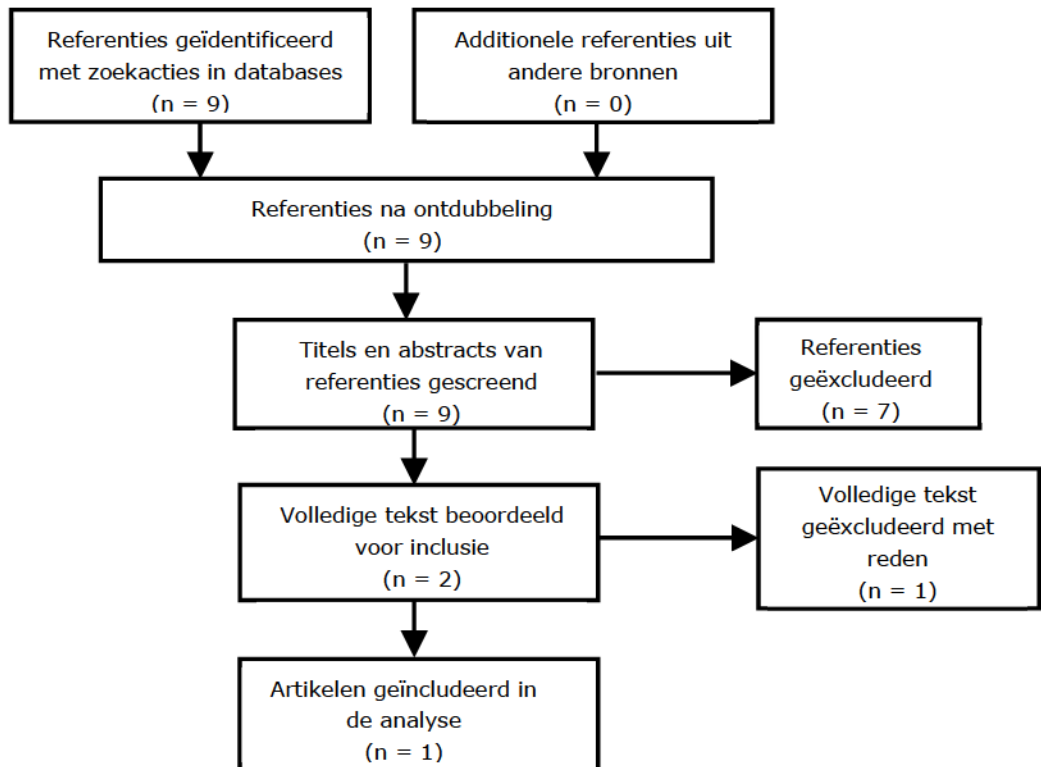 Referenties geïdentificeerd
met zoekacties in databases
(n = 9)
Additionele referenties uit
andere bronnen
(n = 0)
Referenties na ontdubbeling
(n = 9)
Titels en abstracts van
referenties gescreend
(n = 9)
Referenties
geëxcludeerd
(n = 7)
Volledige tekst beoordeeld
voor inclusie
(n = 2)
Volledige tekst
geëxcludeerd met
reden
(n = 1)
Artikelen geïncludeerd in
de analyse
(n = 1)